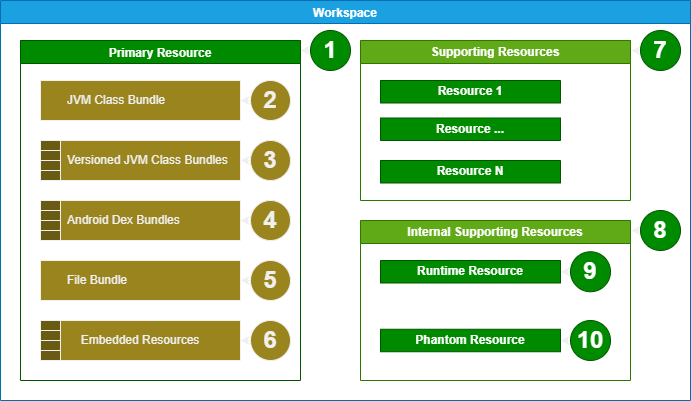 Workspace
Primary Resource
1
JVM Class Bundle
2
Versioned JVM Class Bundles
3
Android Dex Bundles
4
File Bundle
5
Embedded Resources
6
Supporting Resources
7
Resource 1
Resource ...
Resource N
Internal Supporting Resources
8
Runtime Resource
9
Phantom Resource
10